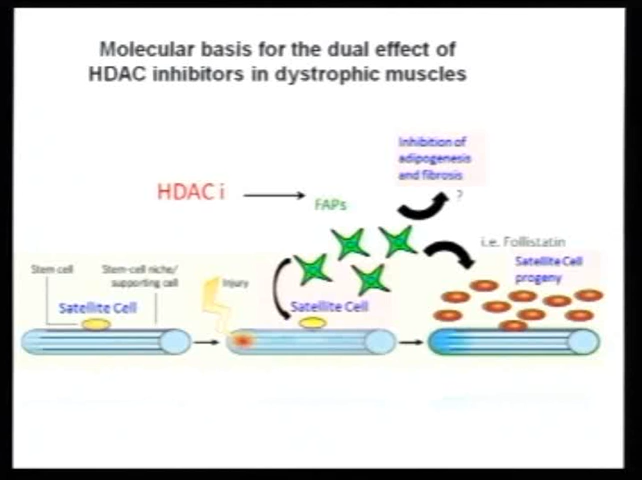 Molecular basis for the dual effect of
HDAC inhibitors in dystrophic muscles
Inhibition of
adipogenesis
and fibrosis
HDAC i
?
FAPs
i.e. Follistatin
Satellite Cell
progeny
Stem cell
Stem-cell niche/
supporting cell
Injury
Satellite Cell
Satellite Cell